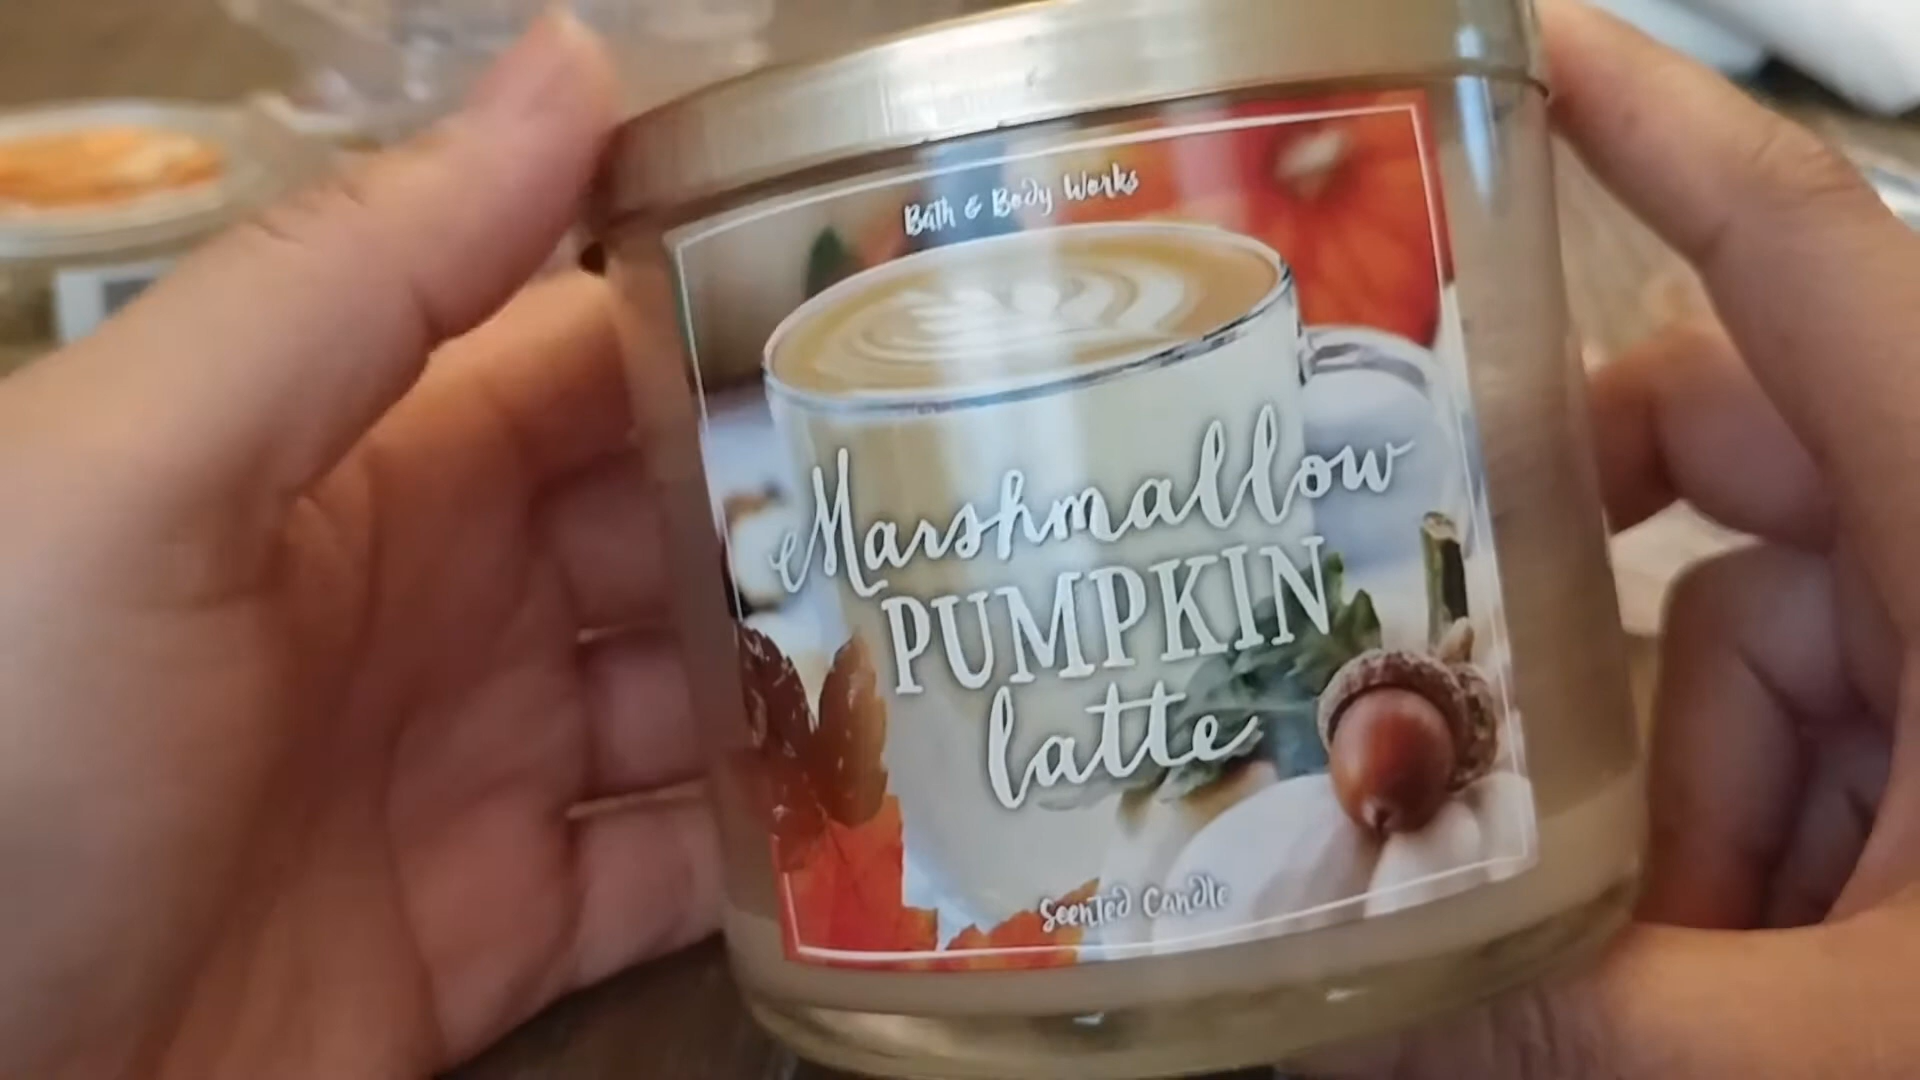 Bath & Body Works
Marshmallow
PUMPKIN
latte
Scented Candle